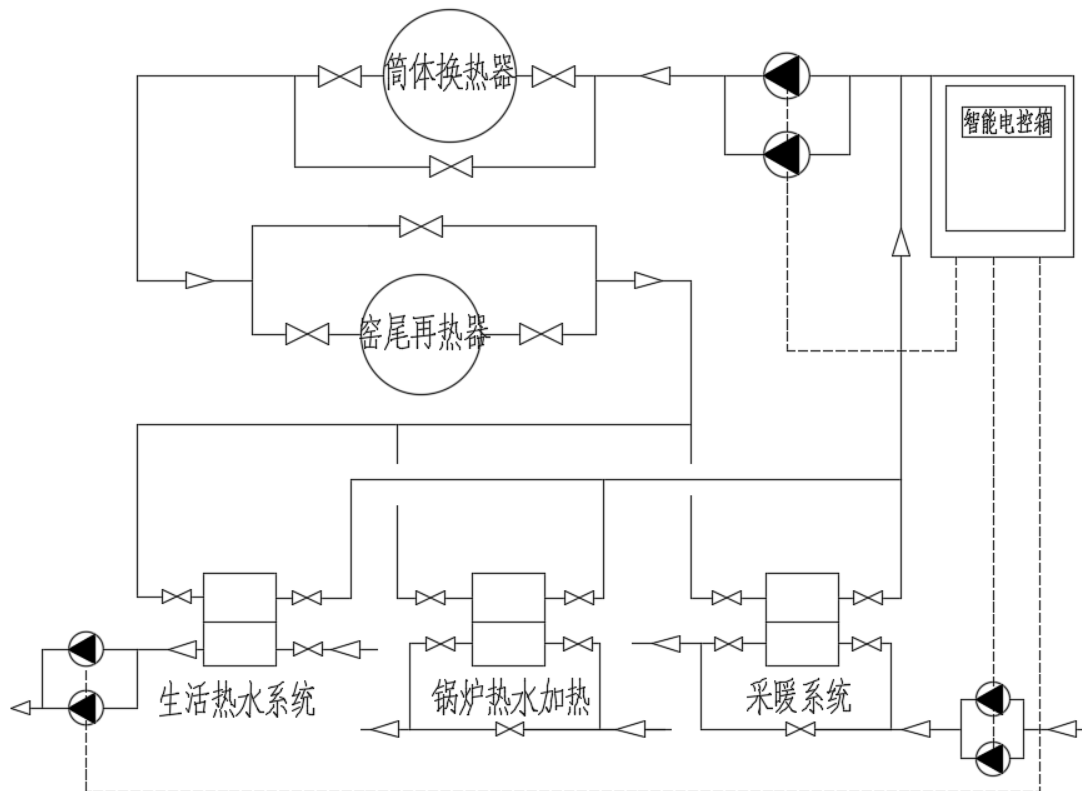 筒体换热器
智能电控箱
窑尾再热器
生活热水系统
锅炉热水加热
采暖系统